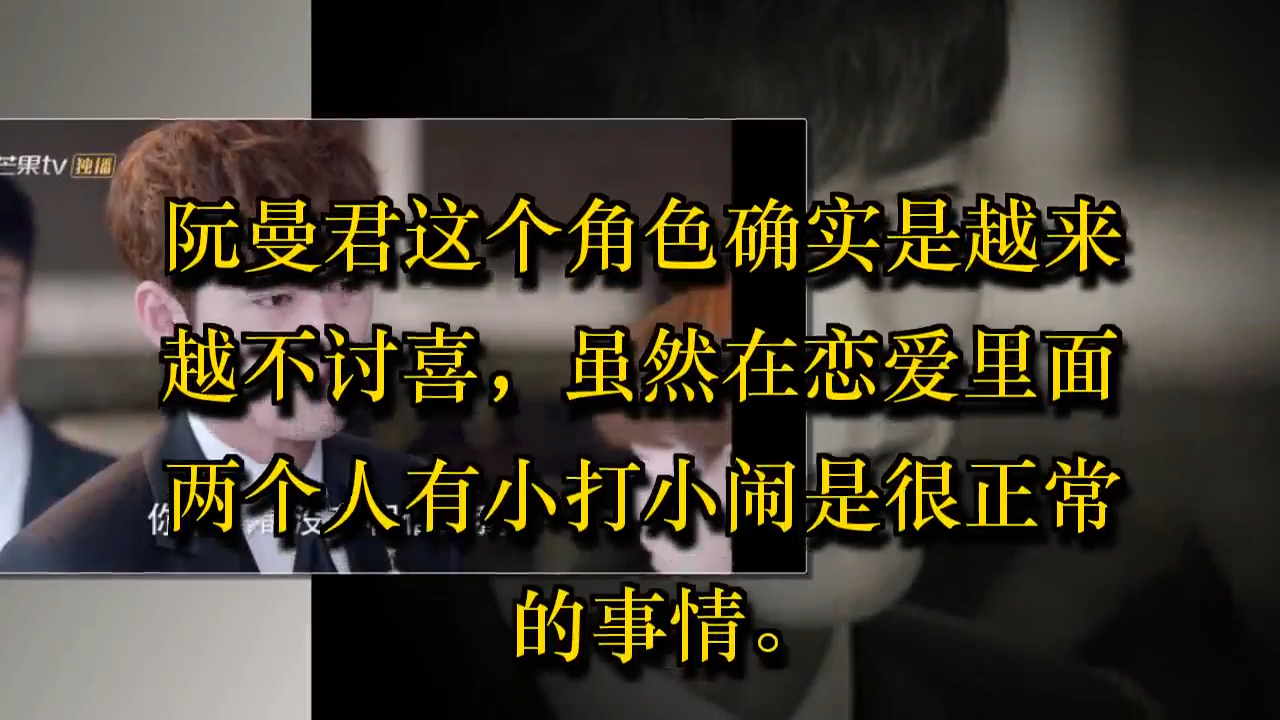 芒果tv 独播
阮曼君这个角色确实是越来
越不讨喜，虽然在恋爱里面
两个人有小打小闹是很正常
的事情。